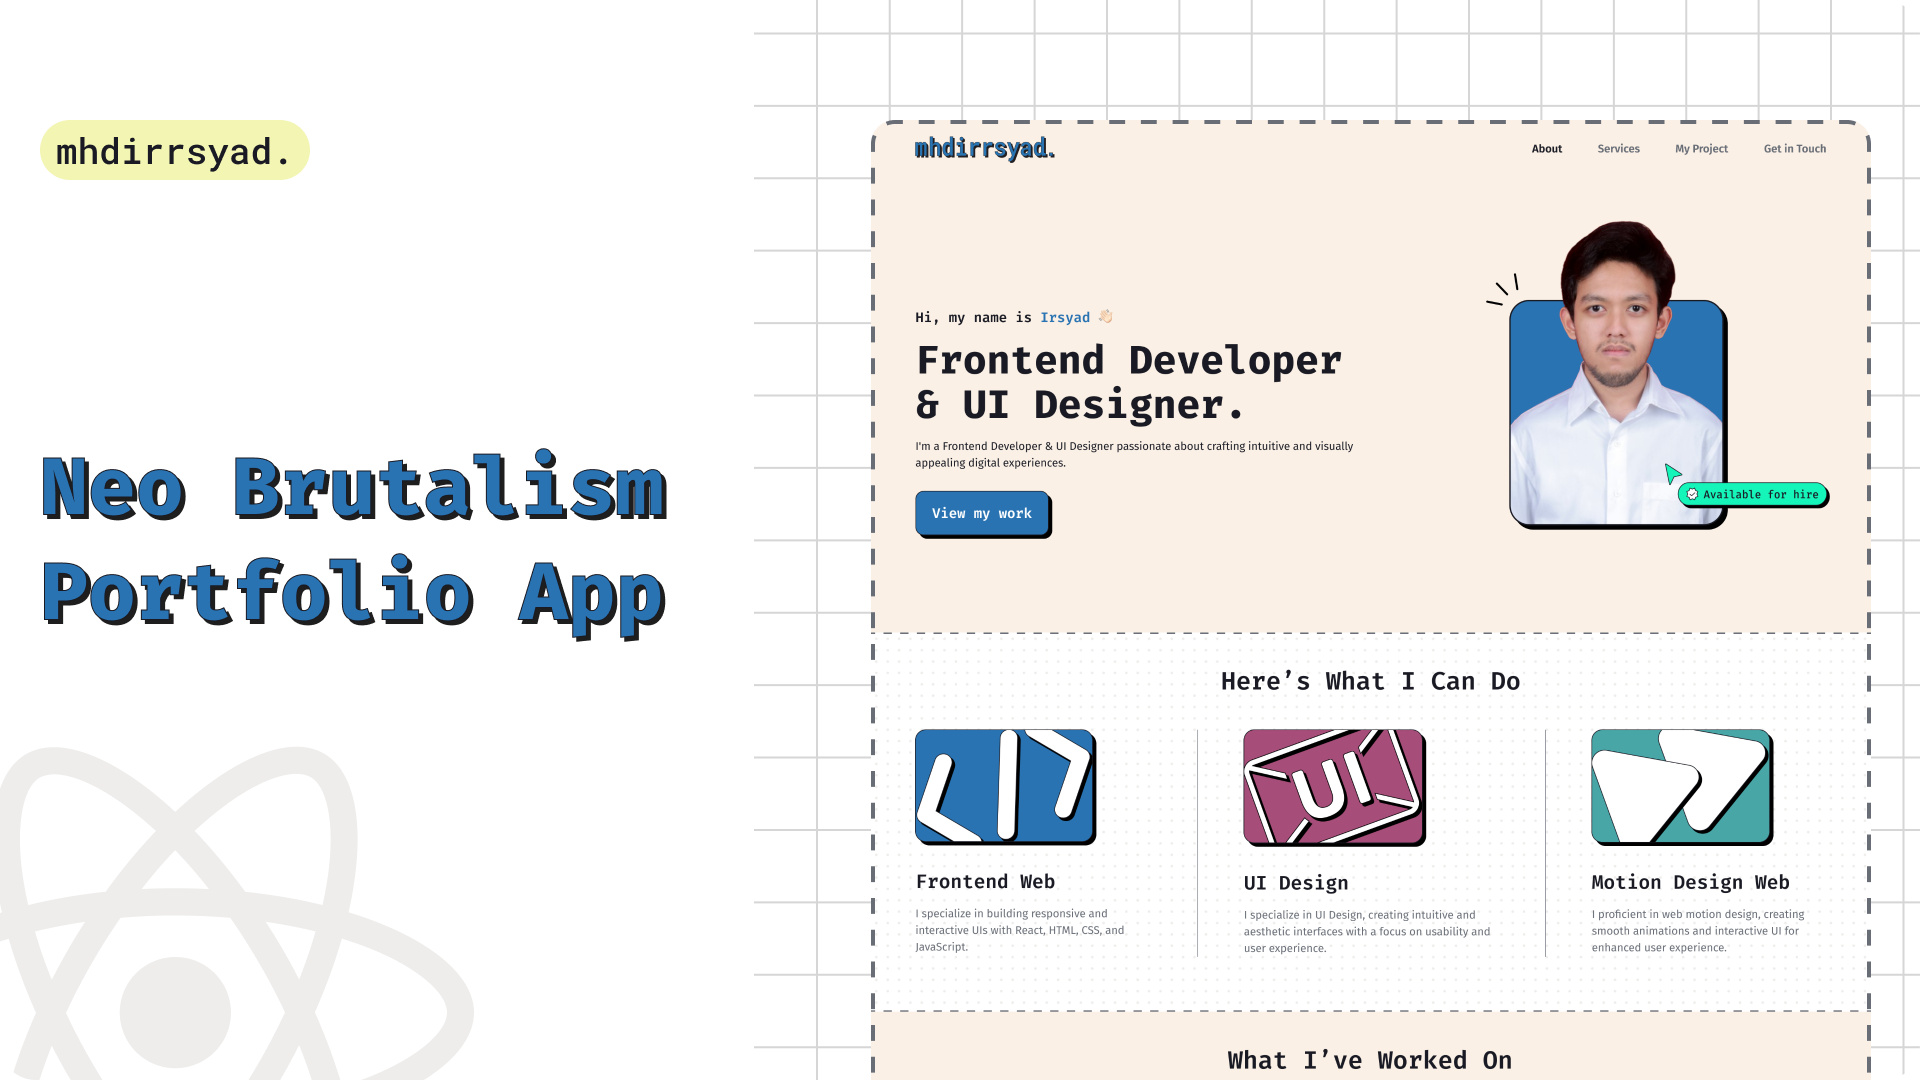 mhdirrsyad.
Neo Brutalism
Portfolio App
mhdirrsyad.
About
Services
My Project
Get in Touch
Hi, my name is Irsyad 👋🏻
Frontend Developer
& UI Designer.
I'm a Frontend Developer & UI Designer passionate about crafting intuitive and visually
appealing digital experiences.
View my work
Available for hire
Here’s What I Can Do
UI
Frontend Web
I specialize in building responsive and
interactive UIs with React, HTML, CSS, and
JavaScript.
UI Design
I specialize in UI Design, creating intuitive and
aesthetic interfaces with a focus on usability and
user experience.
Motion Design Web
I proficient in web motion design, creating
smooth animations and interactive UI for
enhanced user experience.
What I’ve Worked On